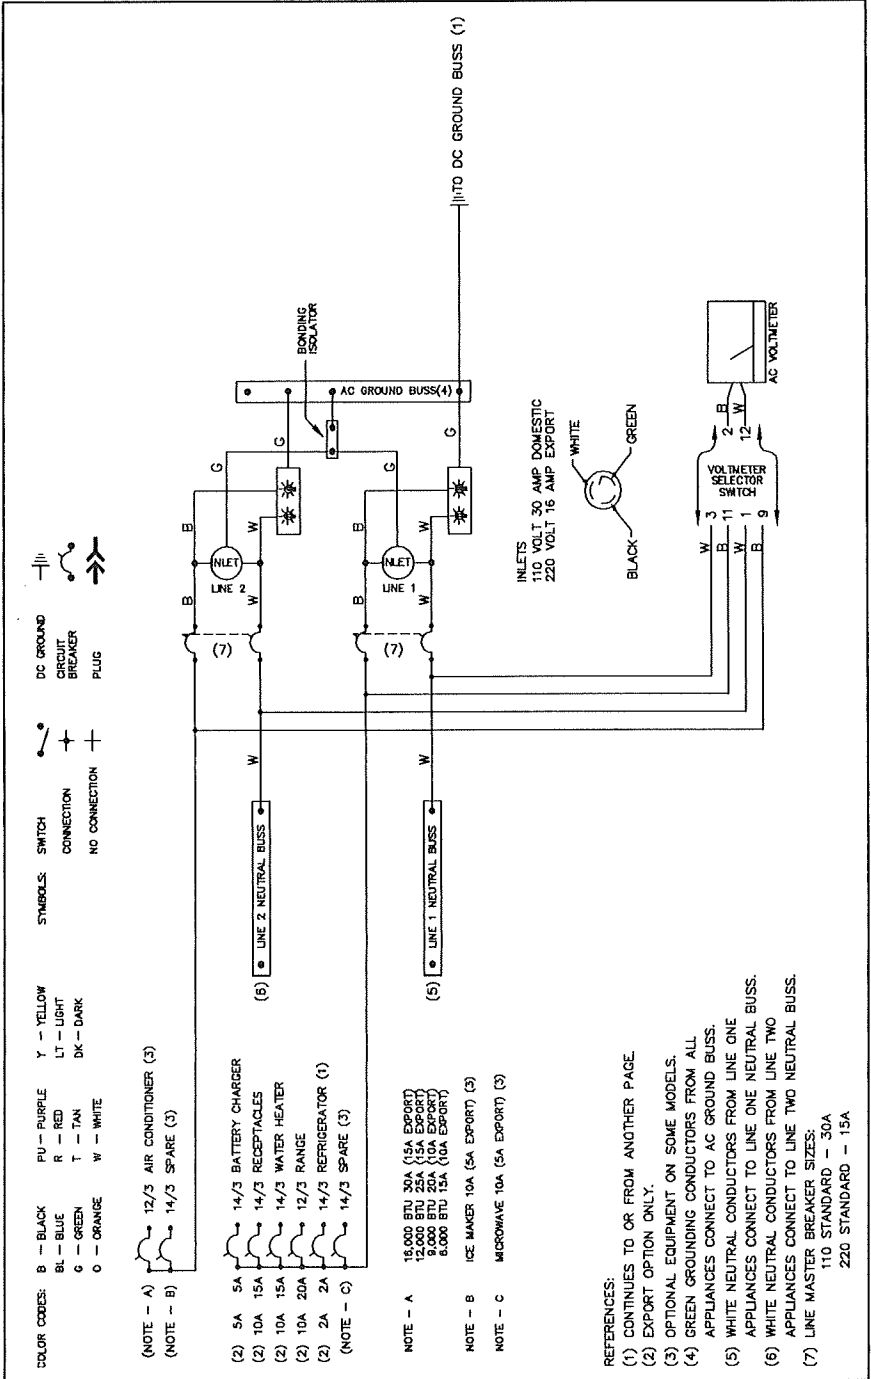 COLOR CODES:
B – BLACK
BL – BLUE
G – GREEN
O – ORANGE
PU – PURPLE
R – RED
T – TAN
W – WHITE
Y – YELLOW
LT – LIGHT
DK – DARK
SYMBOLS:
SWITCH
CONNECTION
NO CONNECTION
DC GROUND
CIRCUIT
BREAKER
PLUG
(NOTE – A) 12/3 AIR CONDITIONER (3)
(NOTE – B) 14/3 SPARE (3)
(2) 5A 5A 14/3 BATTERY CHARGER
(2) 10A 15A 14/3 RECEPTACLES
(2) 10A 15A 14/3 WATER HEATER
(2) 10A 20A 12/3 RANGE
(2) 2A 2A 14/3 REFRIGERATOR (1)
(NOTE – C) 14/3 SPARE (3)
NOTE – A 16,000 BTU 30A (15A EXPORT)
12,000 BTU 25A (15A EXPORT)
9,000 BTU 20A (10A EXPORT)
6,000 BTU 15A (10A EXPORT)
NOTE – B ICE MAKER 10A (5A EXPORT) (3)
NOTE – C MICROWAVE 10A (5A EXPORT) (3)
(6)
LINE 2 NEUTRAL BUSS
W
(5)
LINE 1 NEUTRAL BUSS
W
(7)
B
W
INLET
LINE 2
B
W
G
G
(7)
B
W
INLET
LINE 1
B
W
G
G
BONDING
ISOLATOR
AC GROUND BUSS(4)
TO DC GROUND BUSS (1)
INLETS
110 VOLT 30 AMP DOMESTIC
220 VOLT 16 AMP EXPORT
WHITE
GREEN
BLACK
W 3
B 11
W 1
B 9
VOLTMETER
SELECTOR
SWITCH
2 B
12 W
AC VOLTMETER
REFERENCES:
(1) CONTINUES TO OR FROM ANOTHER PAGE.
(2) EXPORT OPTION ONLY.
(3) OPTIONAL EQUIPMENT ON SOME MODELS.
(4) GREEN GROUNDING CONDUCTORS FROM ALL
APPLIANCES CONNECT TO AC GROUND BUSS.
(5) WHITE NEUTRAL CONDUCTORS FROM LINE ONE
APPLIANCES CONNECT TO LINE ONE NEUTRAL BUSS.
(6) WHITE NEUTRAL CONDUCTORS FROM LINE TWO
APPLIANCES CONNECT TO LINE TWO NEUTRAL BUSS.
(7) LINE MASTER BREAKER SIZES:
110 STANDARD – 30A
220 STANDARD – 15A